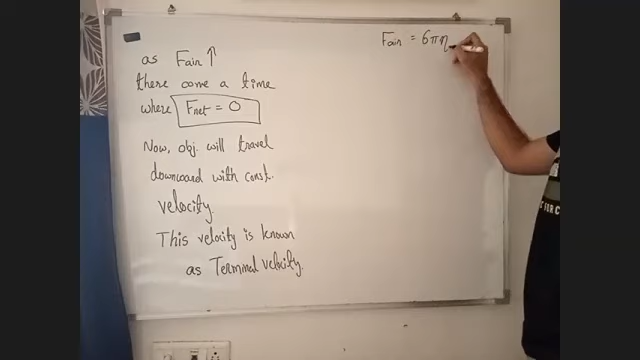 as Fair ↑
there come a time
where Fnet = 0
Now, obj. will travel
downward with const.
velocity.
This velocity is known
as Terminal velocity.
Fair = 6πη